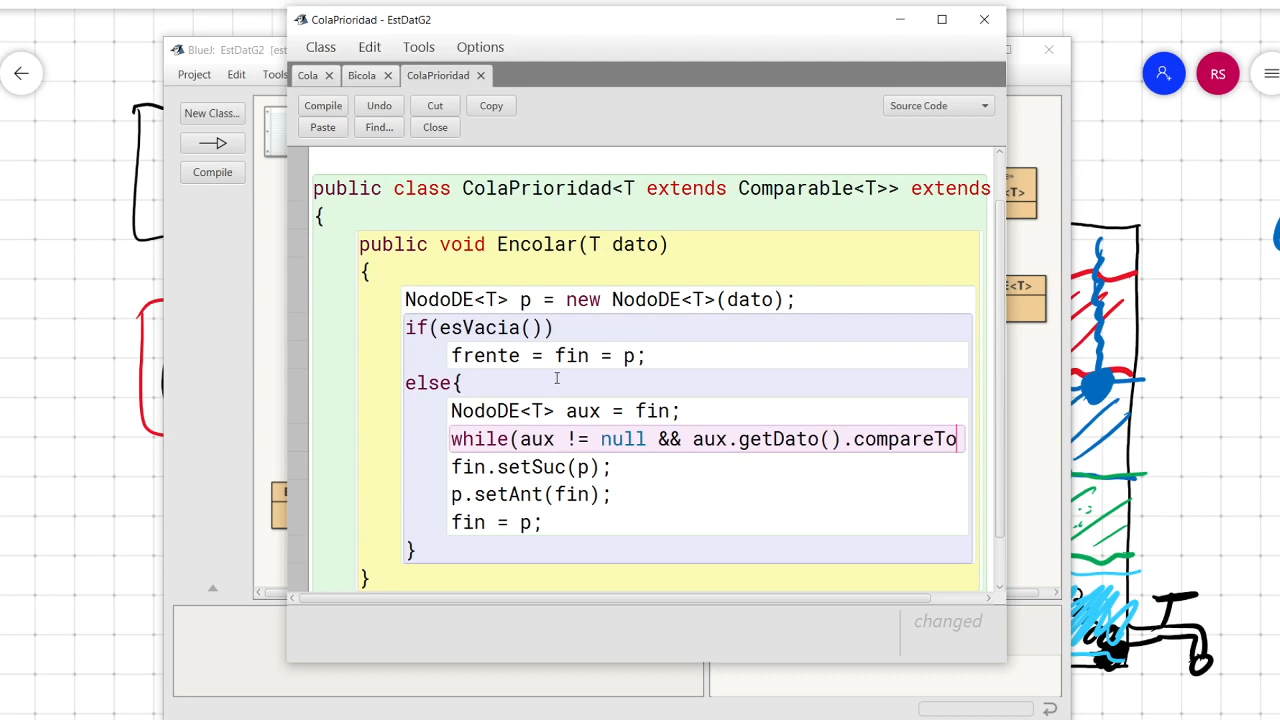 ColaPrioridad - EstDatG2
Class Edit Tools Options
BlueJ: EstDatG2
Project Edit Tools
Cola Bicola ColaPrioridad
RS
New Class...
Compile Undo Cut Copy
Source Code
Paste Find... Close
Compile
public class ColaPrioridad<T extends Comparable<T>> extends
{
public void Encolar(T dato)
{
NodoDE<T> p = new NodoDE<T>(dato);
if(esVacia())
frente = fin = p;
else{
NodoDE<T> aux = fin;
while(aux != null && aux.getDato().compareTo
fin.setSuc(p);
p.setAnt(fin);
fin = p;
}
}
changed